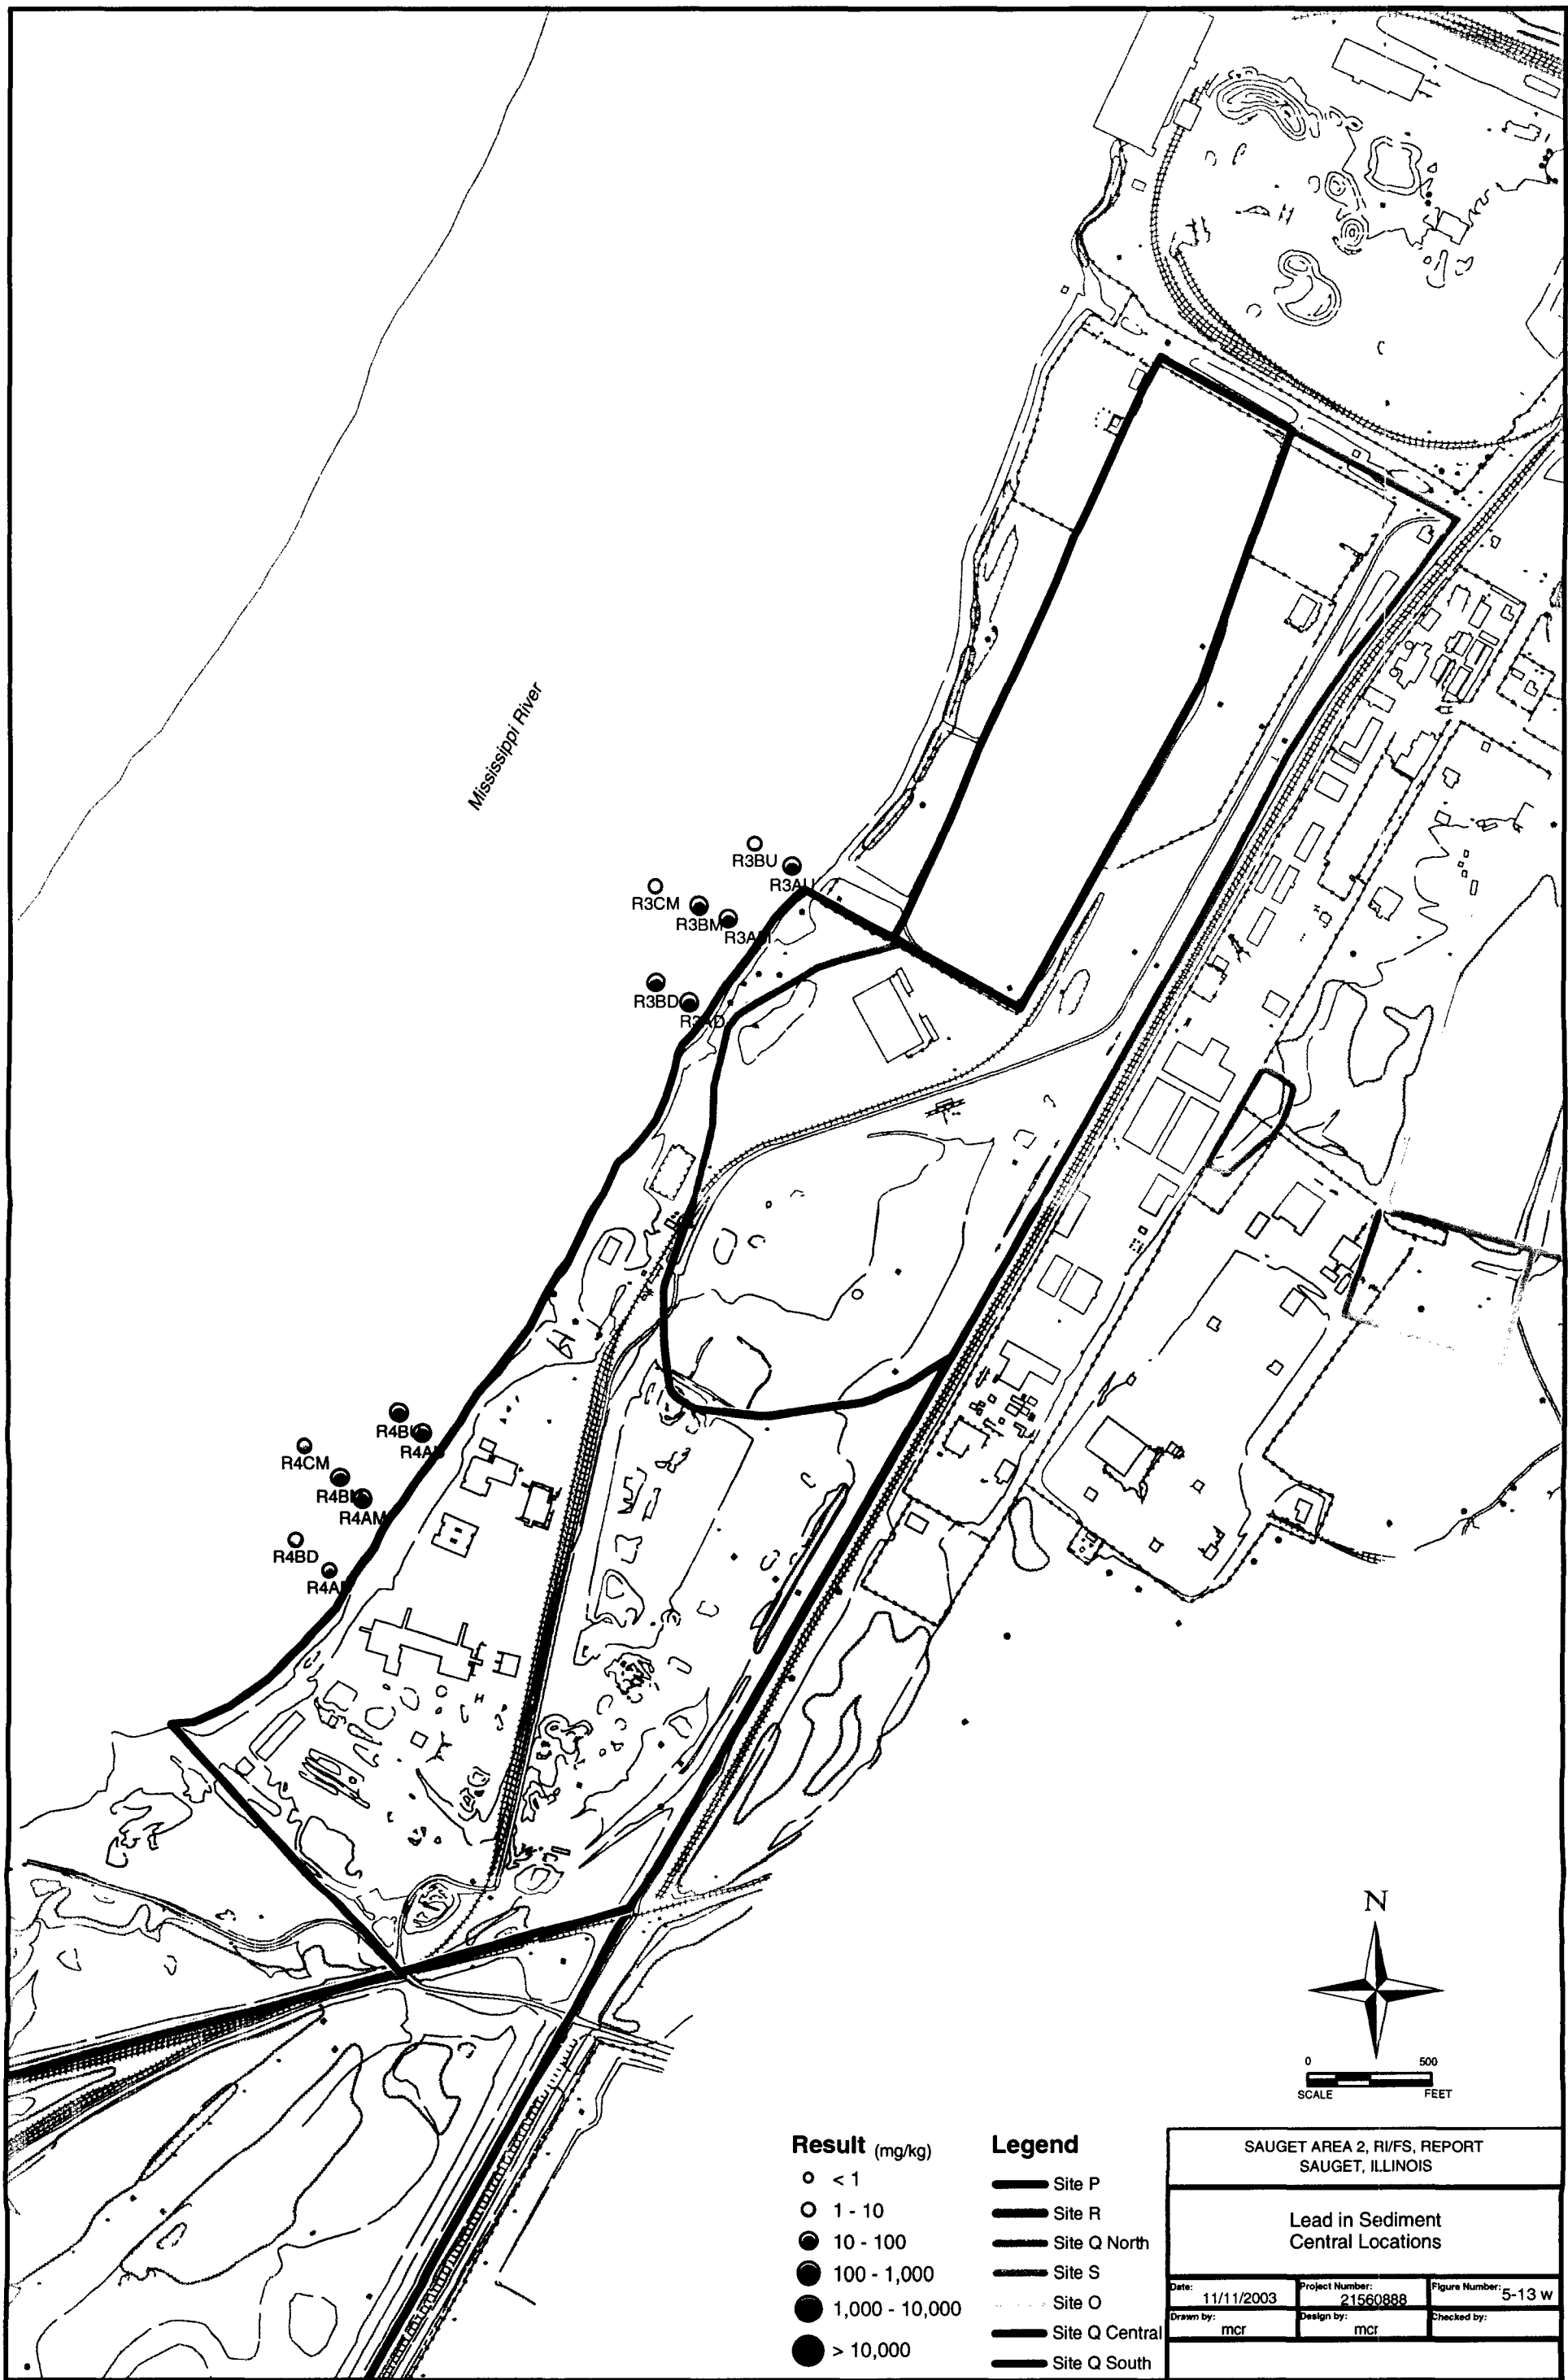 Mississippi River
R3BU
R3AU
R3CM
R3BM
R3BD
R4CM
R4AM
R4BD
N
0 500
SCALE FEET
Result (mg/kg)
< 1
1 - 10
10 - 100
100 - 1,000
1,000 - 10,000
> 10,000
Legend
Site P
Site R
Site Q North
Site S
Site O
Site Q Central
Site Q South
SAUGET AREA 2, RI/FS, REPORT
SAUGET, ILLINOIS
Lead in Sediment
Central Locations
Date: 11/11/2003
Project Number: 21560888
Figure Number: 5-13 w
Drawn by: mcr
Design by: mcr
Checked by: